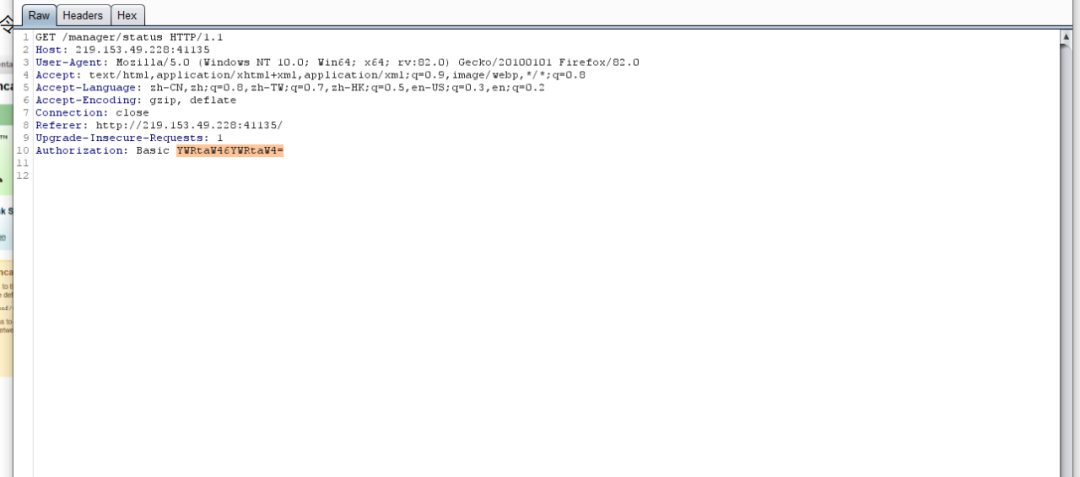 令
Raw Headers Hex
1 GET /manager/status HTTP/1.1
2 Host: 219.153.49.228:41135
3 User-Agent: Mozilla/5.0 (Windows NT 10.0; Win64; x64; rv:82.0) Gecko/20100101 Firefox/82.0
4 Accept: text/html,application/xhtml+xml,application/xml;q=0.9,image/webp,*/*;q=0.8
5 Accept-Language: zh-CN,zh;q=0.8,zh-TW;q=0.7,zh-HK;q=0.5,en-US;q=0.3,en;q=0.2
6 Accept-Encoding: gzip, deflate
7 Connection: close
8 Referer: http://219.153.49.228:41135/
9 Upgrade-Insecure-Requests: 1
10 Authorization: Basic YWRtaW46YWRtaW4=
11
12